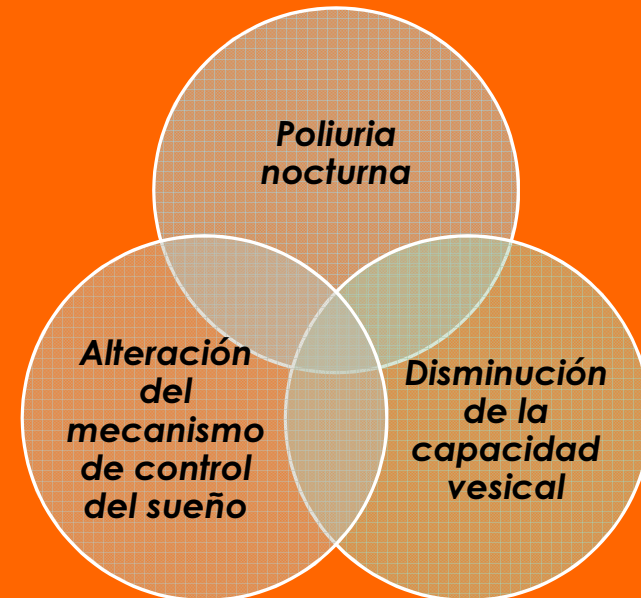 Poliuria
nocturna
Alteración
del
mecanismo
de control
del sueño
Disminución
de la
capacidad
vesical